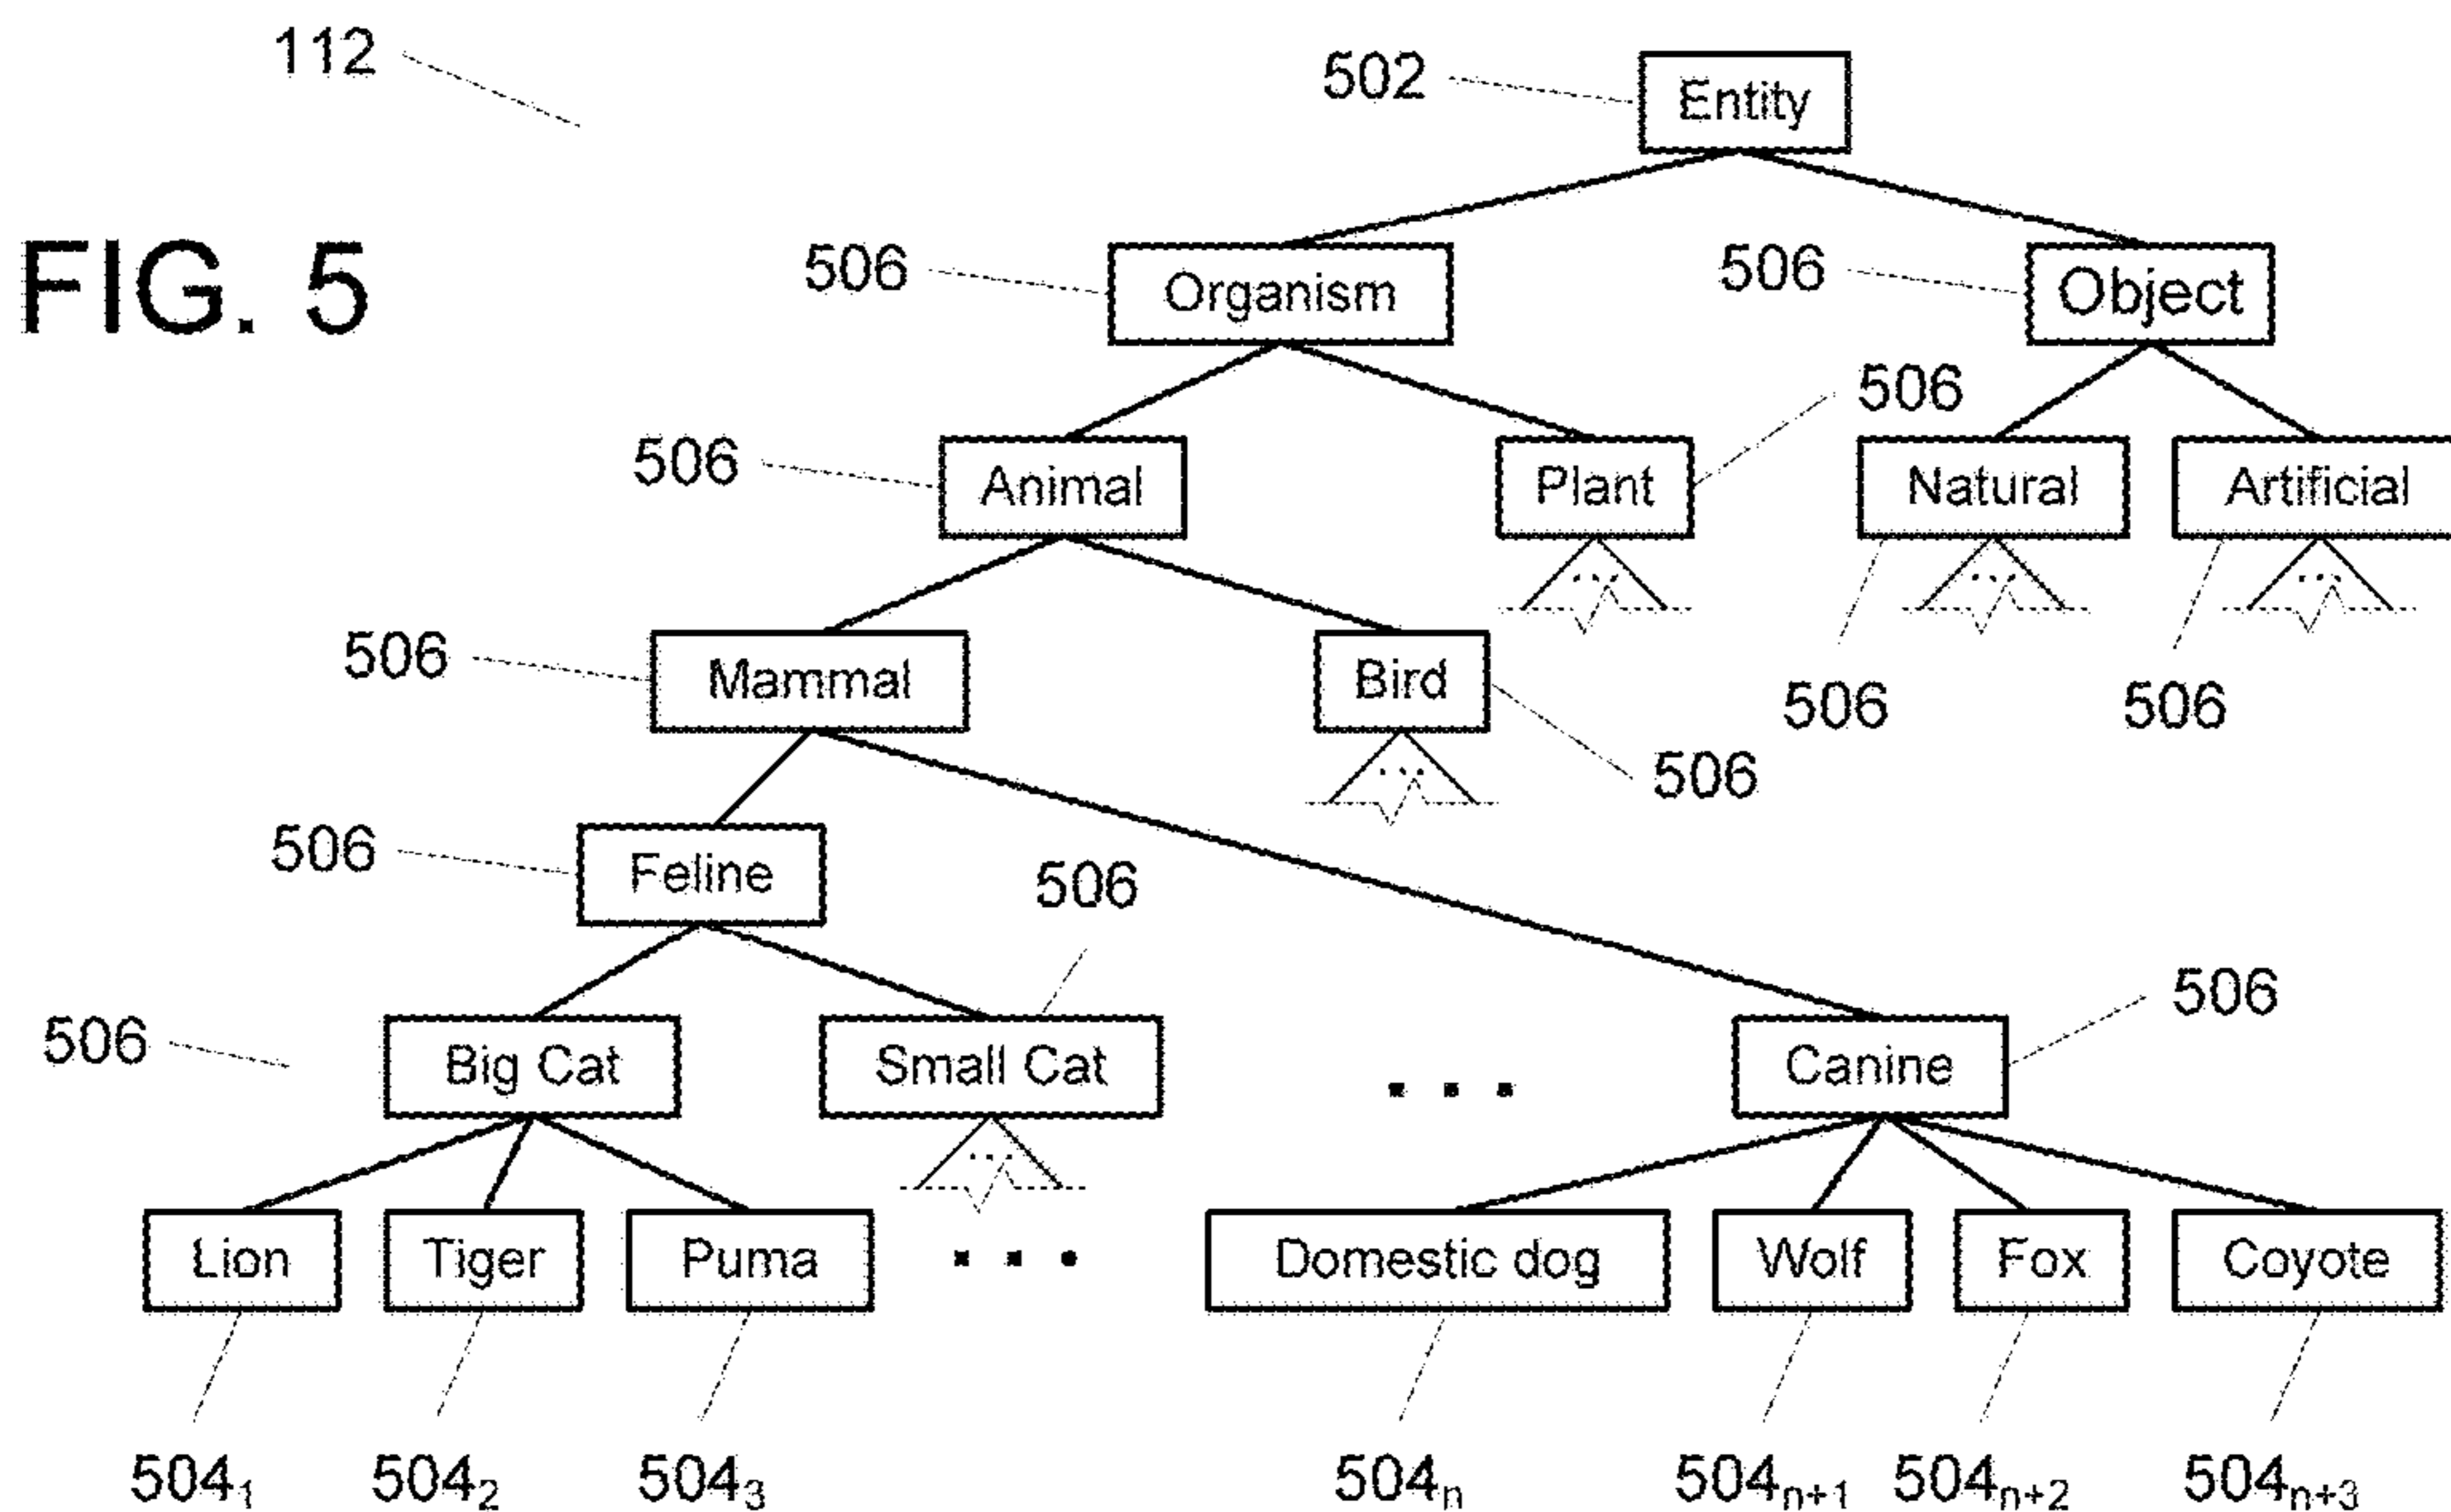 112
502 Entity
FIG. 5
506 Organism 506 Object
506 Animal Plant 506 Natural Artificial
506 Mammal Bird 506 506
506
506 Feline 506
506 Big Cat Small Cat . . . Canine 506
Lion Tiger Puma . . . Domestic dog Wolf Fox Coyote
504₁ 504₂ 504₃ 504ₙ 504ₙ₊₁ 504ₙ₊₂ 504ₙ₊₃